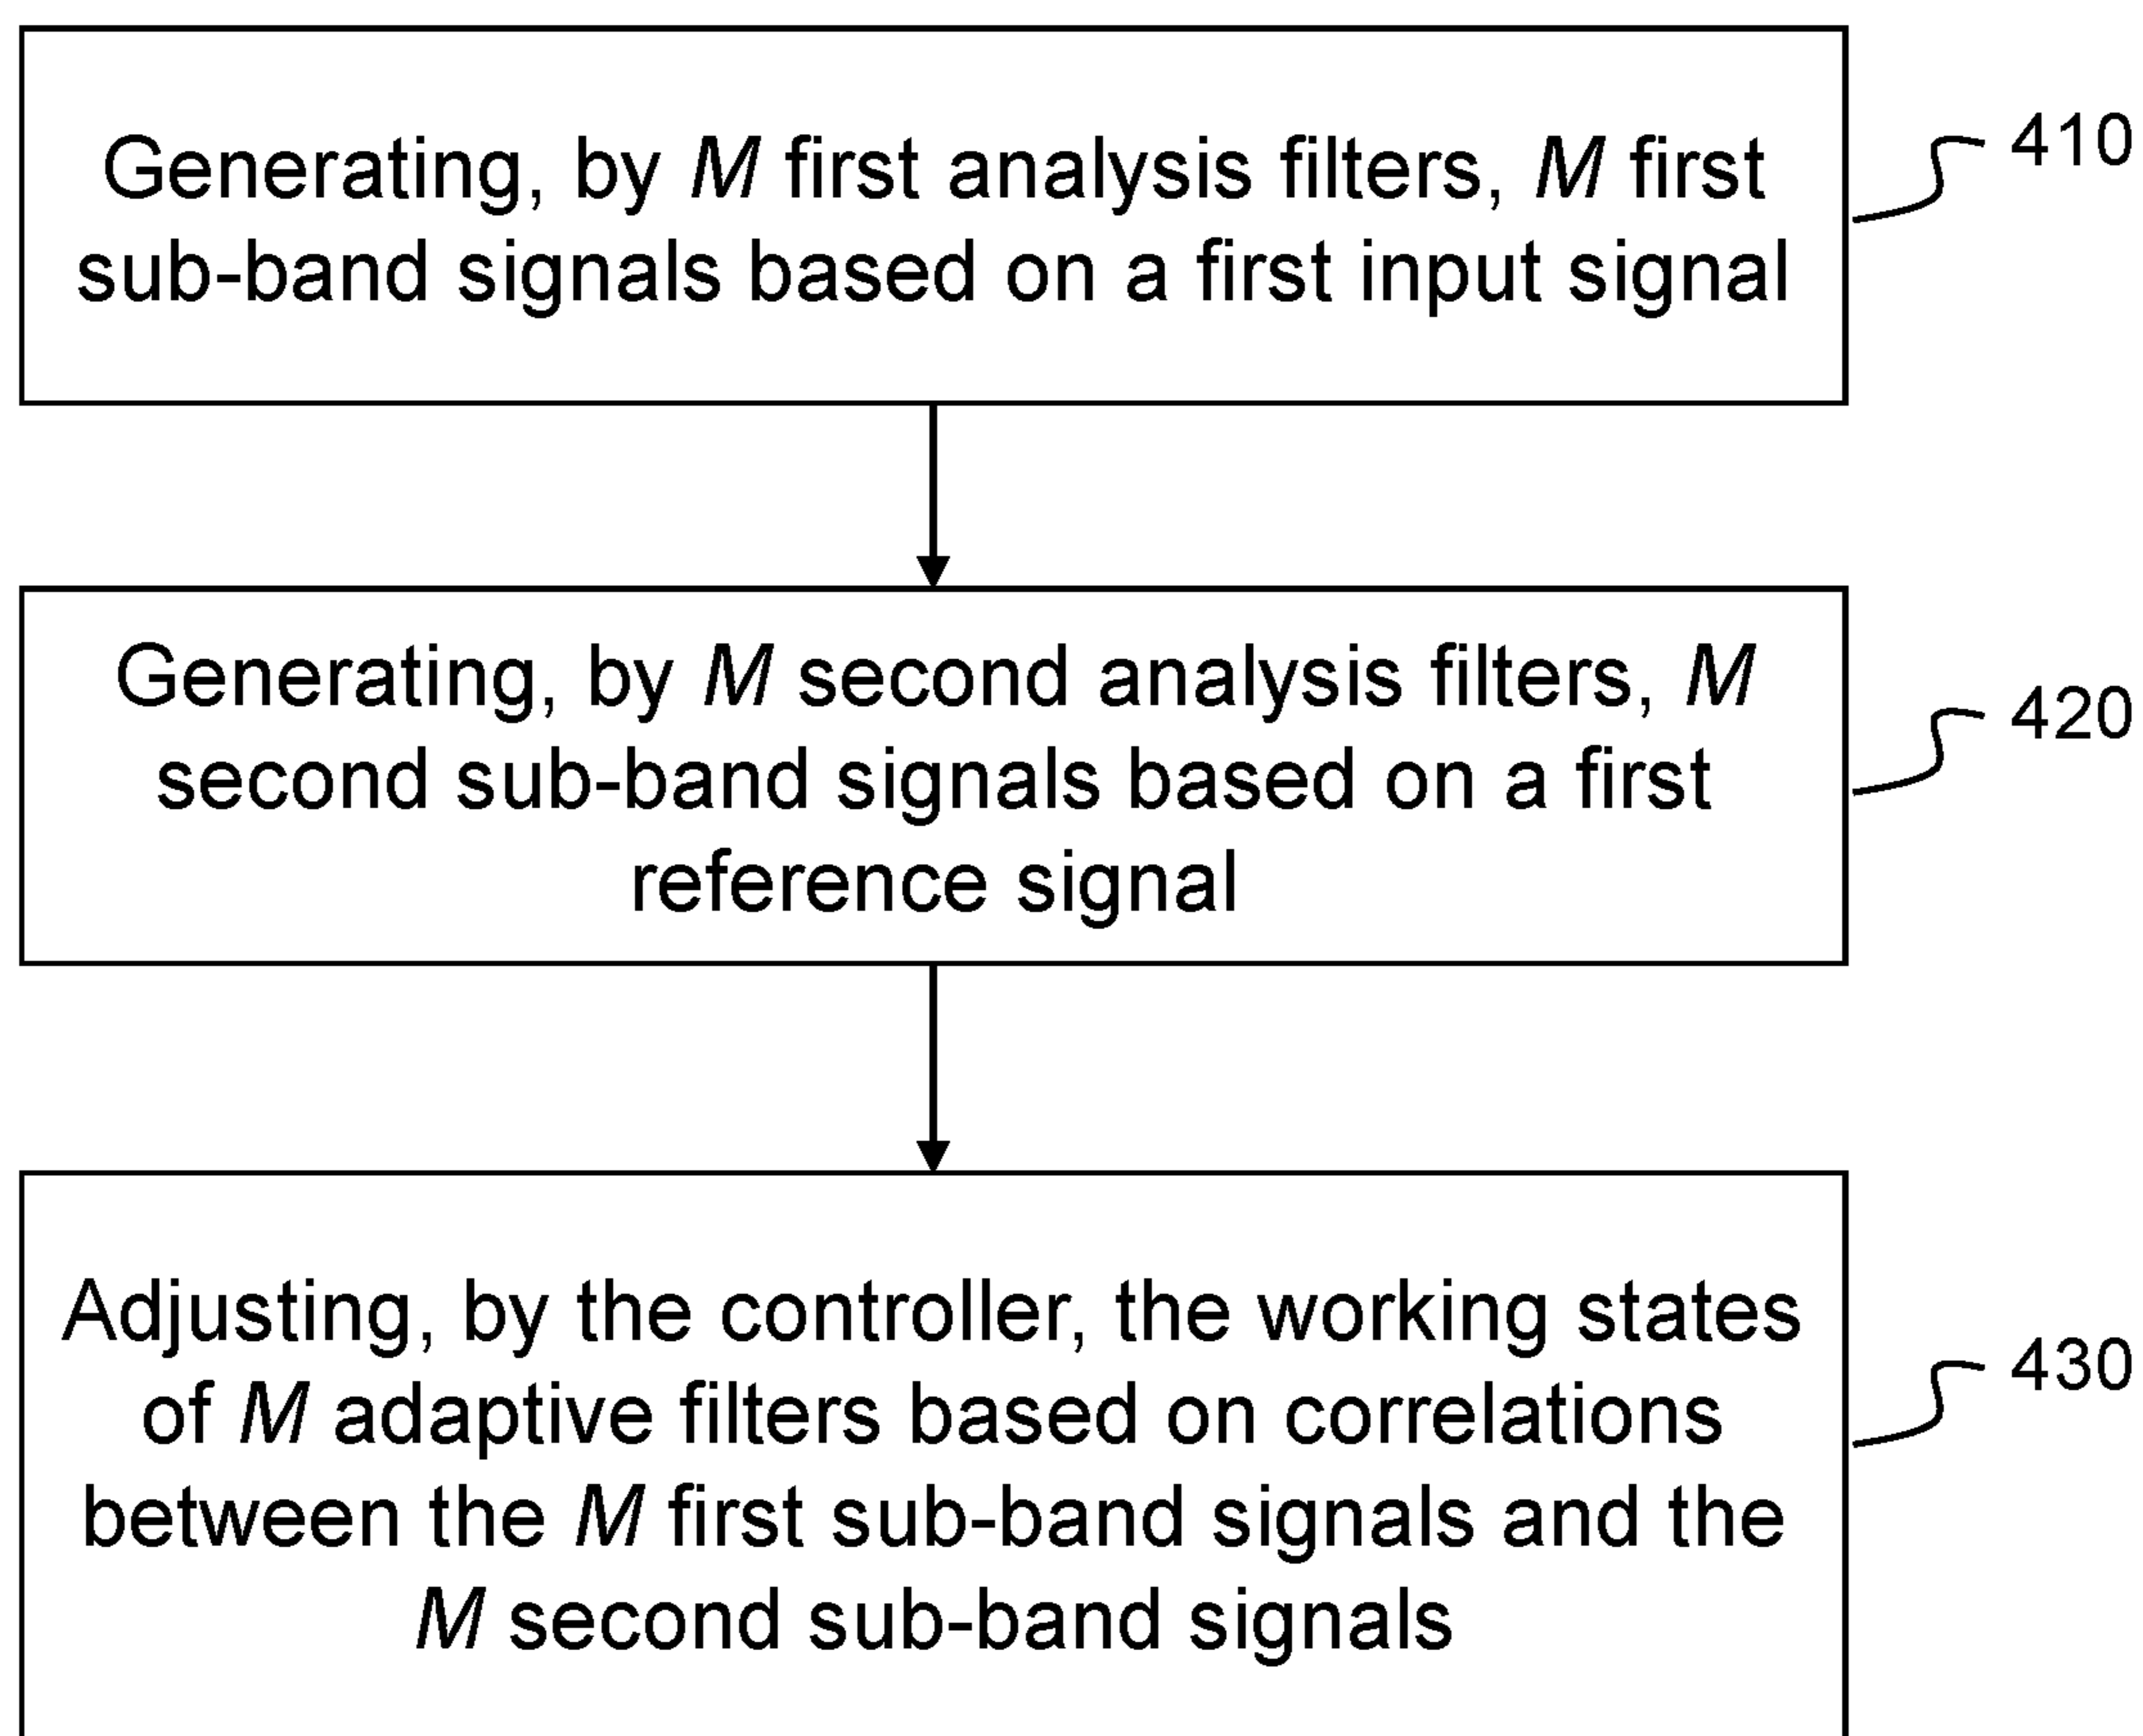 Generating, by M first analysis filters, M first
sub-band signals based on a first input signal
410
Generating, by M second analysis filters, M
second sub-band signals based on a first
reference signal
420
Adjusting, by the controller, the working states
of M adaptive filters based on correlations
between the M first sub-band signals and the
M second sub-band signals
430